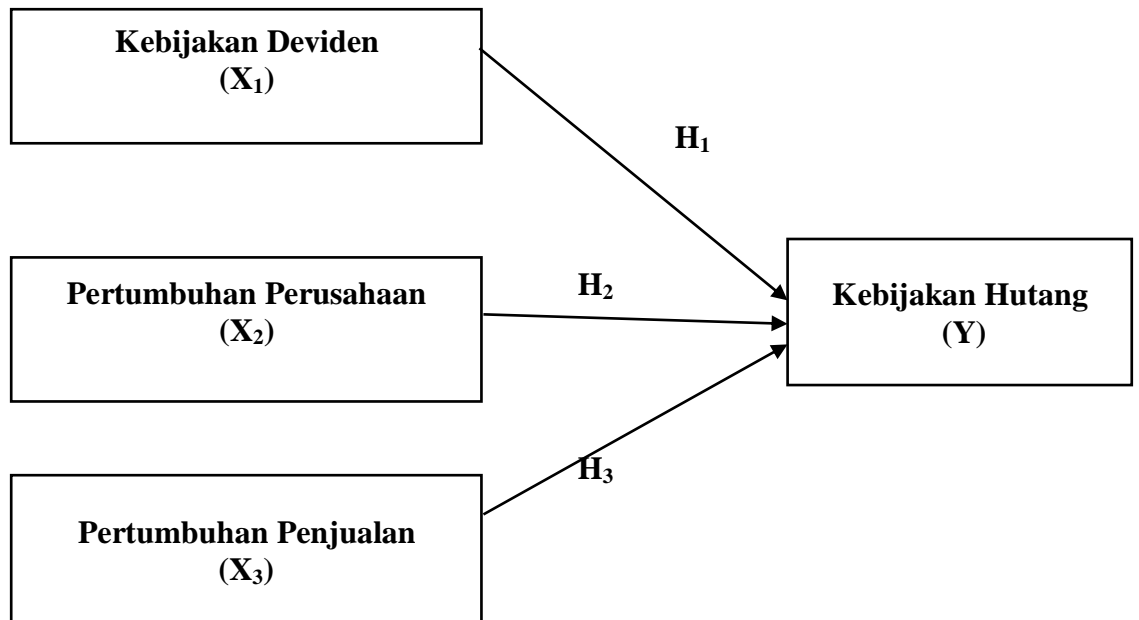 Kebijakan Deviden
(X₁)
H₁
Pertumbuhan Perusahaan
(X₂)
H₂
Kebijakan Hutang
(Y)
H₃
Pertumbuhan Penjualan
(X₃)